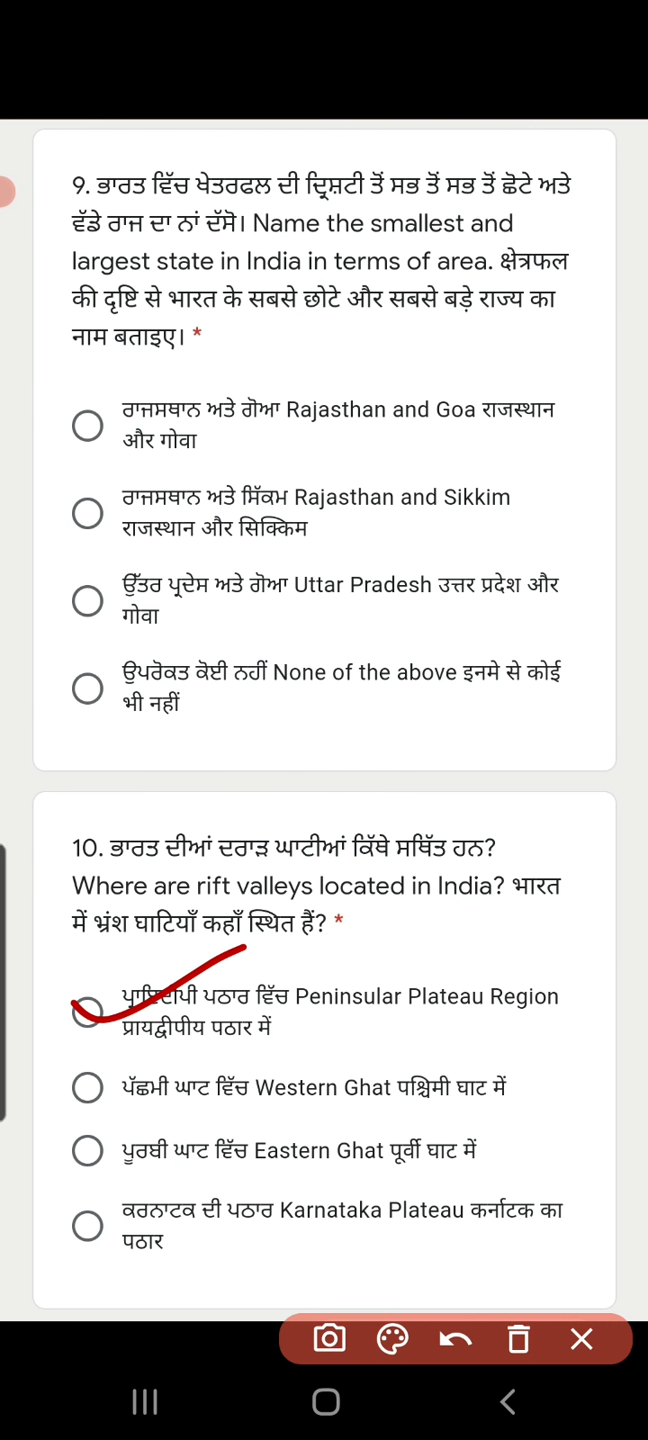 9. ਭਾਰਤ ਵਿੱਚ ਖੇਤਰਫਲ ਦੀ ਦ੍ਰਿਸ਼ਟੀ ਤੋਂ ਸਭ ਤੋਂ ਸਭ ਤੋਂ ਛੋਟੇ ਅਤੇ
ਵੱਡੇ ਰਾਜ ਦਾ ਨਾਂ ਦੱਸੋ। Name the smallest and
largest state in India in terms of area. क्षेत्रफल
की दृष्टि से भारत के सबसे छोटे और सबसे बड़े राज्य का
नाम बताइए। *
ਰਾਜਸਥਾਨ ਅਤੇ ਗੋਆ Rajasthan and Goa राजस्थान
और गोवा
ਰਾਜਸਥਾਨ ਅਤੇ ਸਿੱਕਮ Rajasthan and Sikkim
राजस्थान और सिक्किम
ਉੱਤਰ ਪ੍ਰਦੇਸ ਅਤੇ ਗੋਆ Uttar Pradesh उत्तर प्रदेश और
गोवा
ਉਪਰੋਕਤ ਕੋਈ ਨਹੀਂ None of the above इनमे से कोई
भी नहीं
10. ਭਾਰਤ ਦੀਆਂ ਦਰਾੜ ਘਾਟੀਆਂ ਕਿੱਥੇ ਸਥਿੱਤ ਹਨ?
Where are rift valleys located in India? भारत
में भ्रंश घाटियाँ कहाँ स्थित हैं? *
ਪ੍ਰਾਇਦੀਪੀ ਪਠਾਰ ਵਿੱਚ Peninsular Plateau Region
प्रायद्वीपीय पठार में
ਪੱਛਮੀ ਘਾਟ ਵਿੱਚ Western Ghat पश्चिमी घाट में
ਪੂਰਬੀ ਘਾਟ ਵਿੱਚ Eastern Ghat पूर्वी घाट में
ਕਰਨਾਟਕ ਦੀ ਪਠਾਰ Karnataka Plateau कर्नाटक का
पठार